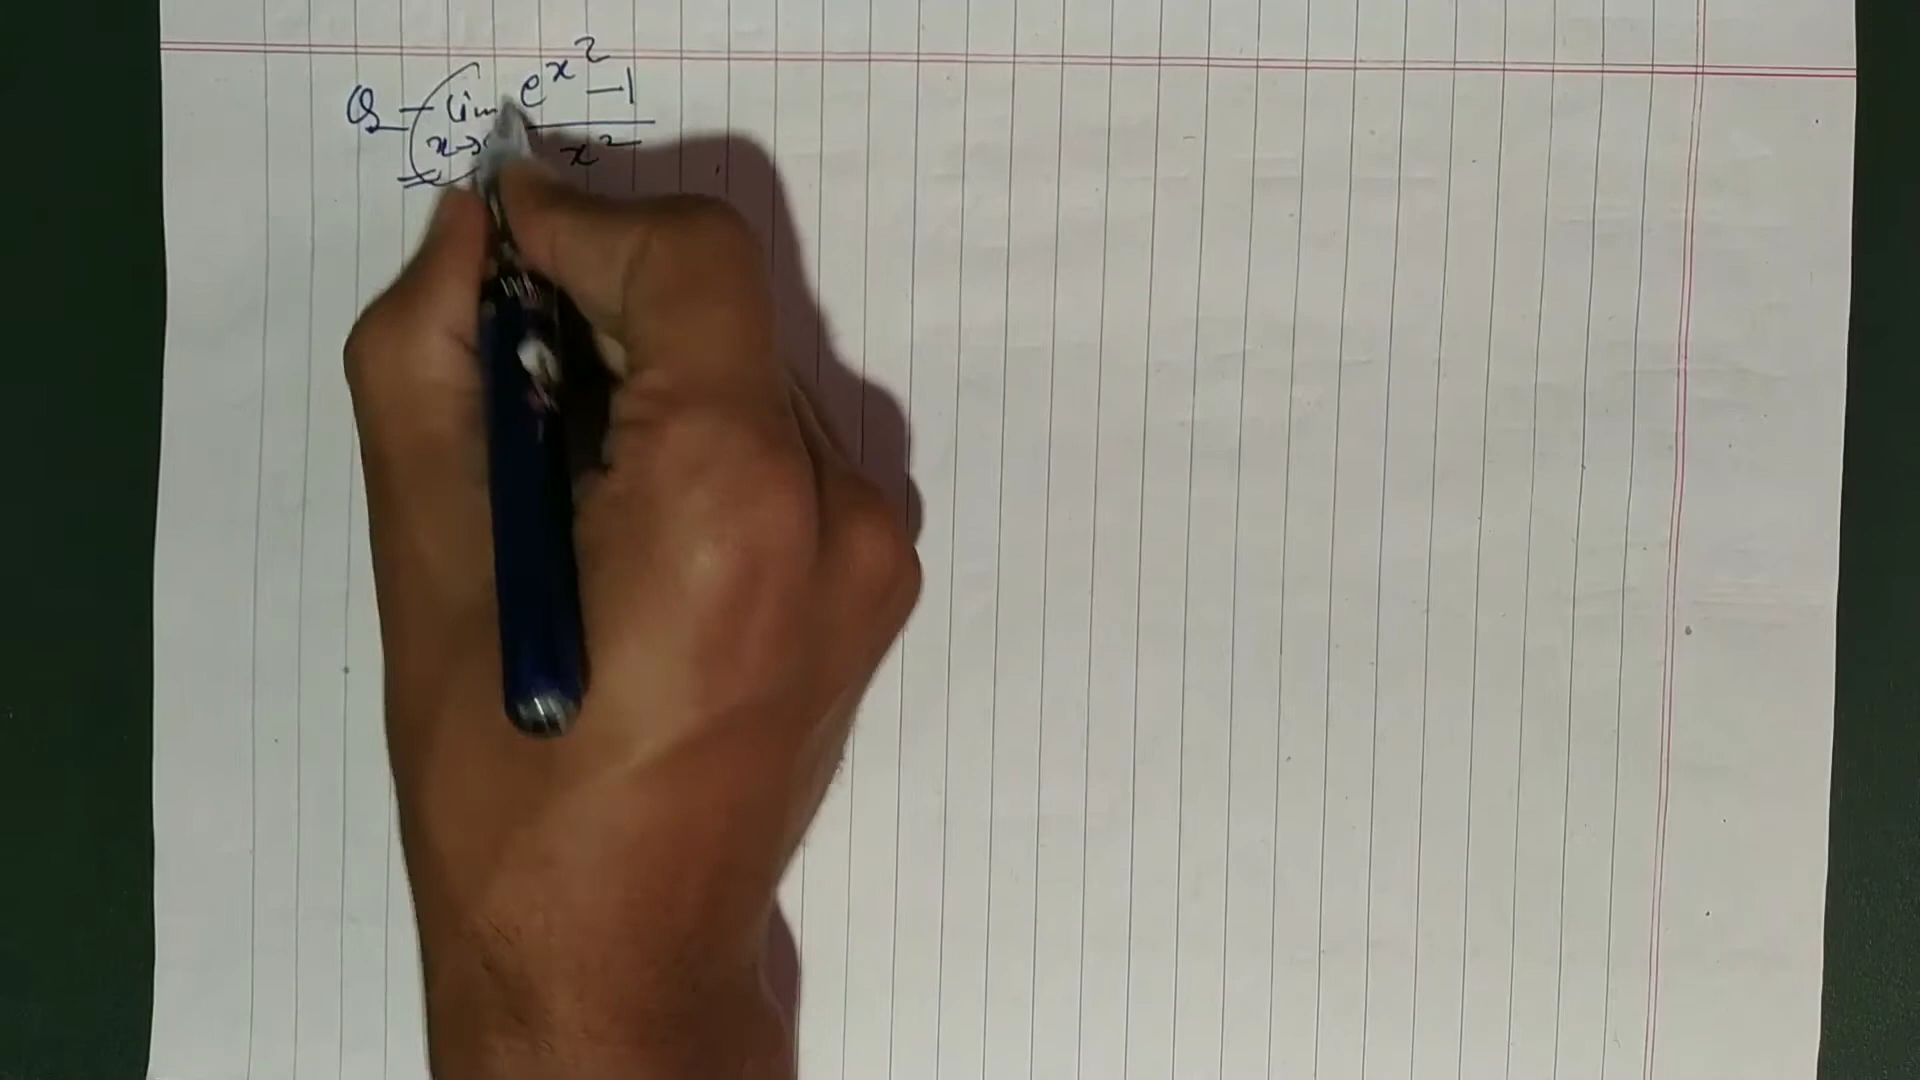 Q – lim e^x² – 1
x→ x²